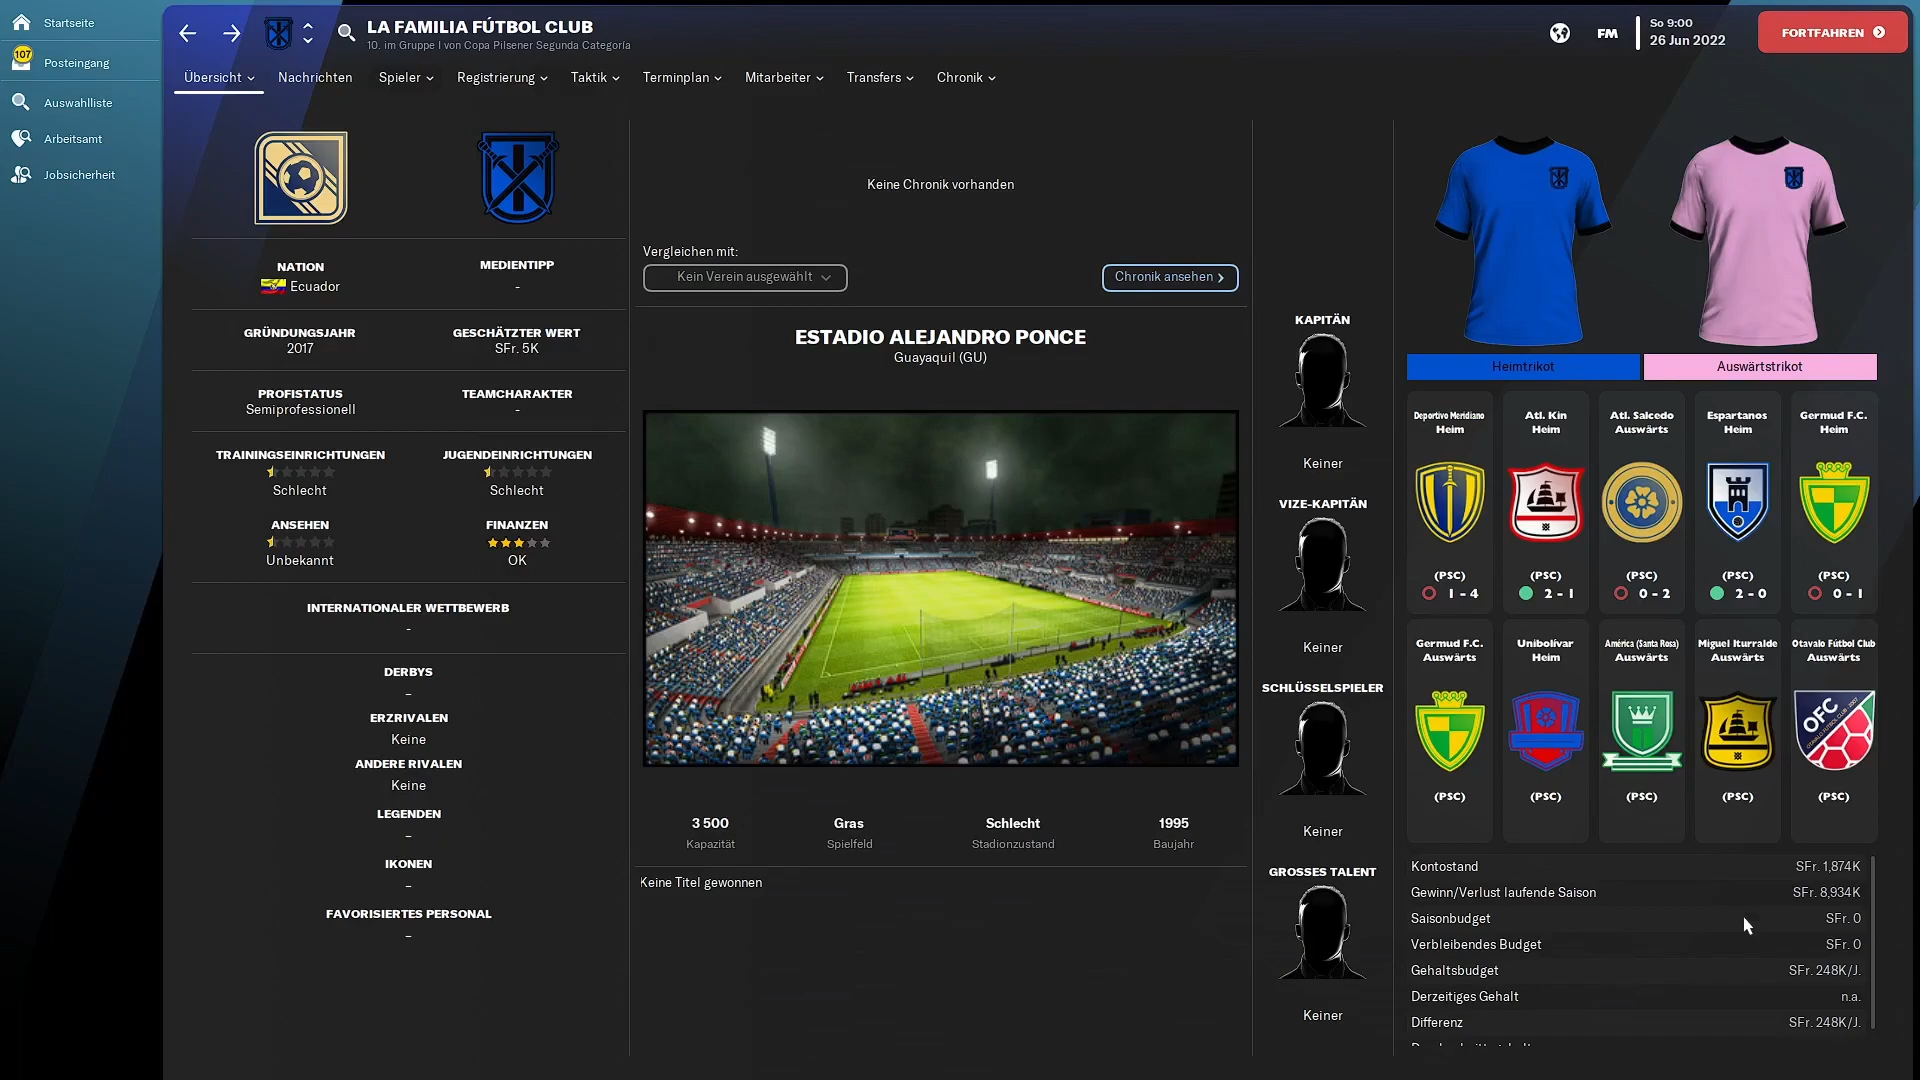 Startseite
107
Posteingang
Auswahlliste
Arbeitsamt
Jobsicherheit
LA FAMILIA FÚTBOL CLUB
10. im Gruppe I von Copa Pilsener Segunda Categoría
FM
So 9:00
26 Jun 2022
FORTFAHREN
Übersicht
Nachrichten
Spieler
Registrierung
Taktik
Terminplan
Mitarbeiter
Transfers
Chronik
NATION
Ecuador
MEDIENTIPP
-
GRÜNDUNGSJAHR
2017
GESCHÄTZTER WERT
SFr. 5K
PROFISTATUS
Semiprofessionell
TEAMCHARAKTER
-
TRAININGSEINRICHTUNGEN
Schlecht
JUGENDEINRICHTUNGEN
Schlecht
ANSEHEN
Unbekannt
FINANZEN
OK
INTERNATIONALER WETTBEWERB
-
DERBYS
-
ERZRIVALEN
Keine
ANDERE RIVALEN
Keine
LEGENDEN
-
IKONEN
-
FAVORISIERTES PERSONAL
-
Keine Chronik vorhanden
Vergleichen mit:
Kein Verein ausgewählt
Chronik ansehen
ESTADIO ALEJANDRO PONCE
Guayaquil (GU)
3 500
Kapazität
Gras
Spielfeld
Schlecht
Stadionzustand
1995
Baujahr
Keine Titel gewonnen
KAPITÄN
Keiner
VIZE-KAPITÄN
Keiner
SCHLÜSSELSPIELER
Keiner
GROSSES TALENT
Keiner
Heimtrikot
Auswärtstrikot
Deportivo Meridiano
Heim
(PSC)
1 - 4
Atl. Kin
Heim
(PSC)
2 - 1
Atl. Salcedo
Auswärts
(PSC)
0 - 2
Espartanos
Heim
(PSC)
2 - 0
Germud F.C.
Heim
(PSC)
0 - 1
Germud F.C.
Auswärts
(PSC)
Unibolívar
Heim
(PSC)
América (Santa Rosa)
Auswärts
(PSC)
Miguel Iturralde
Auswärts
(PSC)
Otavalo Fútbol Club
Auswärts
OFC
(PSC)
Kontostand SFr. 1,874K
Gewinn/Verlust laufende Saison SFr. 8,934K
Saisonbudget SFr. 0
Verbleibendes Budget SFr. 0
Gehaltsbudget SFr. 248K/J.
Derzeitiges Gehalt n.a.
Differenz SFr. 248K/J.